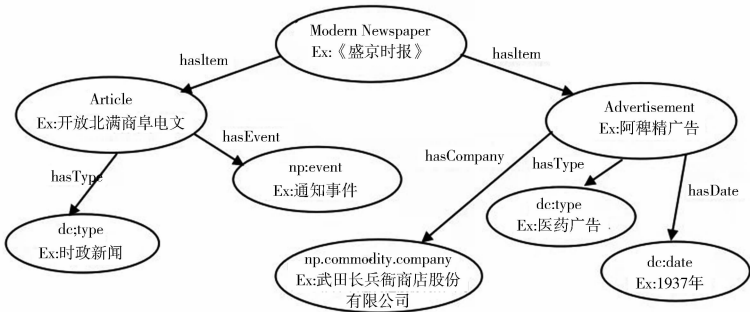 Modern Newspaper
Ex:《盛京时报》
hasItem
hasItem
Article
Ex:开放北满商阜电文
Advertisement
Ex:阿稗精广告
hasEvent
hasCompany
hasType
hasType
hasDate
np:event
Ex:通知事件
dc:type
Ex:医药广告
dc;type
Ex:时政新闻
np.commodity.company
Ex:武田长兵衙商店股份
有限公司
dc:date
Ex:1937年